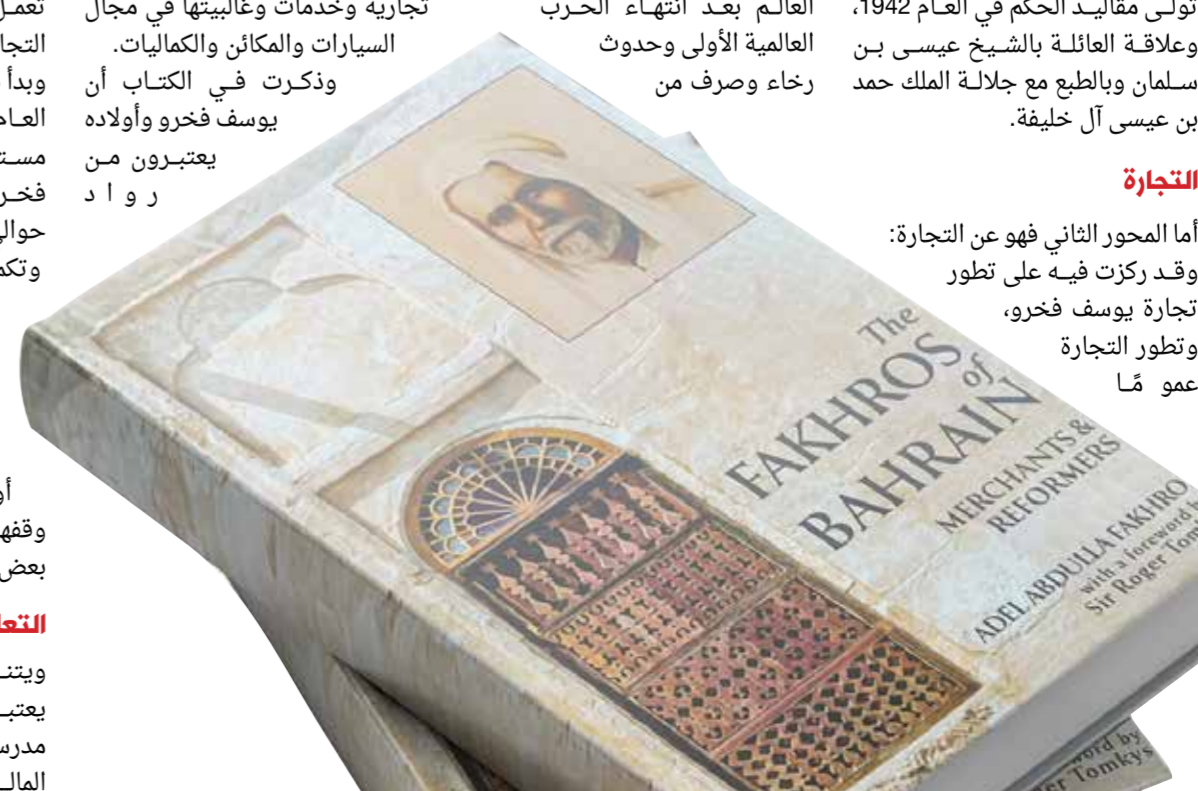 تولى مقاليد الحكم في العام 1942،
وعلاقة العائلة بالشيخ عيسى بن
سلمان وبالطبع مع جلالة الملك حمد
بن عيسى آل خليفة.
التجارة
أما المحور الثاني فهو عن التجارة:
وقد ركزت فيه على تطور
تجارة يوسف فخرو،
وتطور التجارة
عمو مًا
العالم بعد انتهاء الحرب
العالمية الأولى وحدوث
رخاء وصرف من
تجارية وخدمات وغالبيتها في مجال
السيارات والمكائن والكماليات.
وذكرت في الكتاب أن
يوسف فخرو وأولاده
يعتبرون من
ر و ا د
وبدأ
The
FAKHROS
of
BAHRAIN
MERCHANTS &
REFORMERS
ADEL ABDULLA FAKHRO
with a foreword
Sir Roger
by
Tomkys